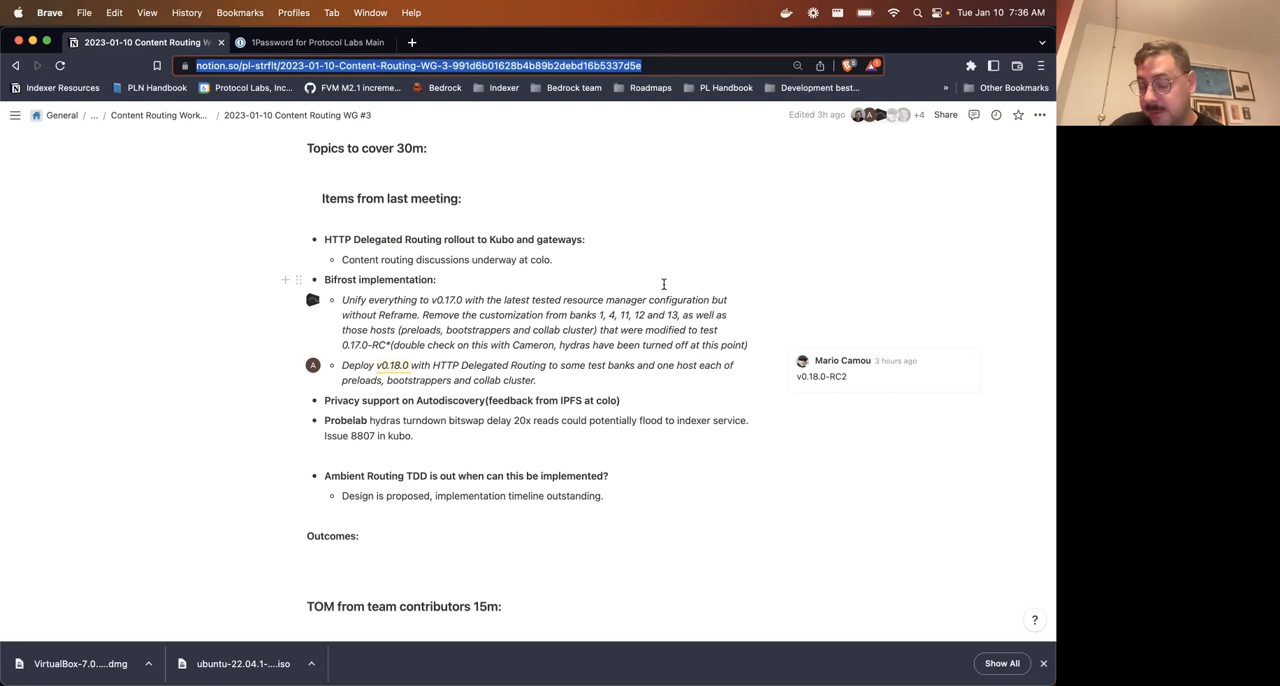 Brave File Edit View History Bookmarks Profiles Tab Window Help Tue Jan 10 7:36 AM
2023-01-10 Content Routing W
1Password for Protocol Labs Main
notion.so/pl-strflt/2023-01-10-Content-Routing-WG-3-991d6b01628b4b89b2debd16b5337d5e
Indexer Resources PLN Handbook Protocol Labs, Inc... FVM M2.1 increme... Bedrock Indexer Bedrock team Roadmaps PL Handbook Development best... » Other Bookmarks
General / ... / Content Routing Work... / 2023-01-10 Content Routing WG #3 Edited 3h ago A +4 Share
Topics to cover 30m:
Items from last meeting:
• HTTP Delegated Routing rollout to Kubo and gateways:
Content routing discussions underway at colo.
• Bifrost implementation:
Unify everything to v0.17.0 with the latest tested resource manager configuration but
without Reframe. Remove the customization from banks 1, 4, 11, 12 and 13, as well as
those hosts (preloads, bootstrappers and collab cluster) that were modified to test
0.17.0-RC*(double check on this with Cameron, hydras have been turned off at this point)
A
Deploy v0.18.0 with HTTP Delegated Routing to some test banks and one host each of
preloads, bootstrappers and collab cluster.
Mario Camou 3 hours ago
v0.18.0-RC2
• Privacy support on Autodiscovery(feedback from IPFS at colo)
• Probelab hydras turndown bitswap delay 20x reads could potentially flood to indexer service.
Issue 8807 in kubo.
• Ambient Routing TDD is out when can this be implemented?
Design is proposed, implementation timeline outstanding.
Outcomes:
TOM from team contributors 15m:
?
VirtualBox-7.0.....dmg
ubuntu-22.04.1-....iso
Show All